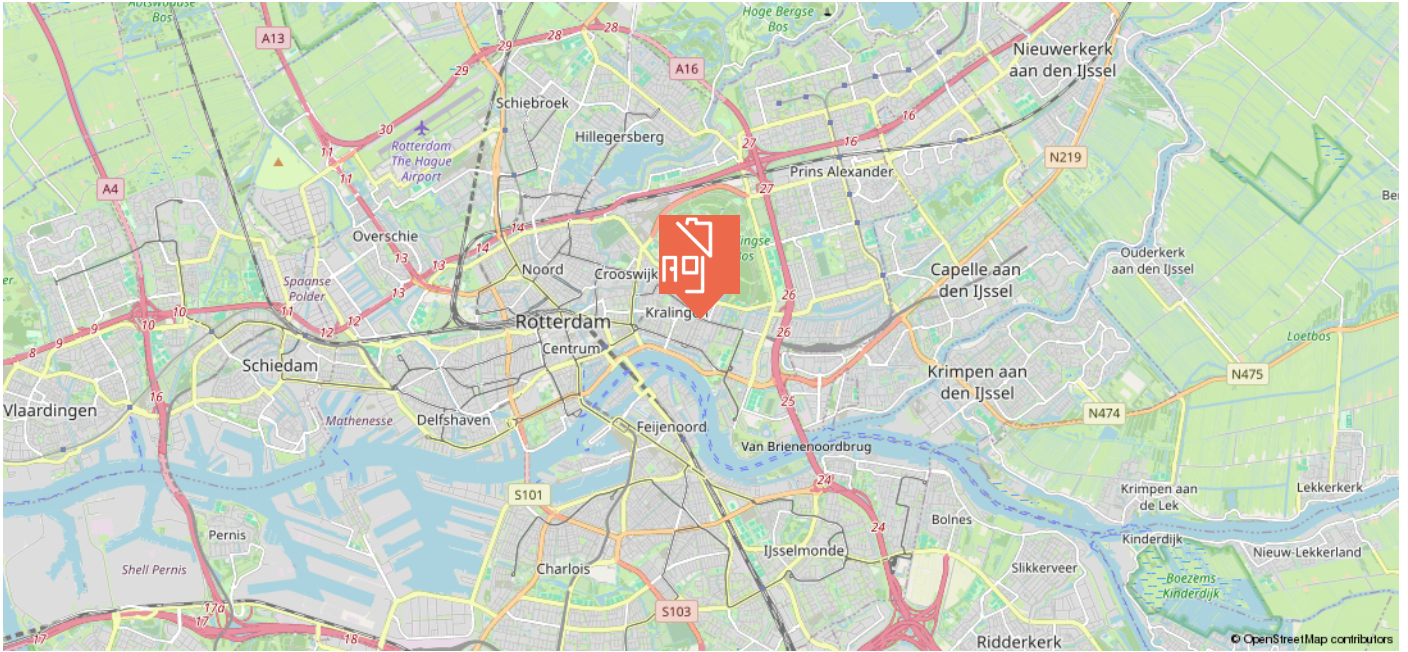 Bos
Hoge Bergse
Bos
A13
29
28
28
29
A16
Nieuwerkerk
aan den IJssel
Schiebroek
Hillegersberg
30
11
Rotterdam
The Hague
Airport
27
16
16
N219
11
A4
27
Prins Alexander
14
14
Overschie
13
13
Noord
Crooswijk
Spaanse
Polder
Ouderkerk
aan den IJssel
Capelle aan
den IJssel
26
26
11
12
12
10
10
9
8
9
Kralingen
Rotterdam
Centrum
Loetbos
Schiedam
Krimpen aan
den IJssel
N475
16
25
Vlaardingen
Mathenesse
Delfshaven
Feijenoord
N474
Van Brienenoordbrug
24
S101
Krimpen aan
de Lek
Lekkerkerk
Pernis
24
Bolnes
Kinderdijk
IJsselmonde
Nieuw-Lekkerland
Shell Pernis
Charlois
Slikkerveer
Boezems
Kinderdijk
17a
17
S103
17
18
Ridderkerk
© OpenStreetMap contributors